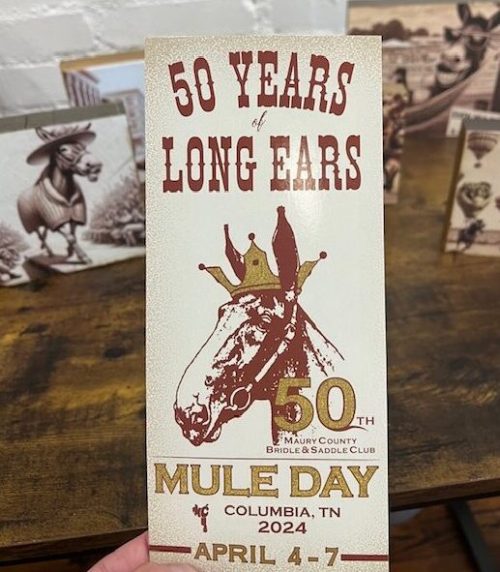 50 YEARS
of
LONG EARS
50TH
MAURY COUNTY
BRIDLE & SADDLE CLUB
MULE DAY
COLUMBIA, TN
2024
APRIL 4-7